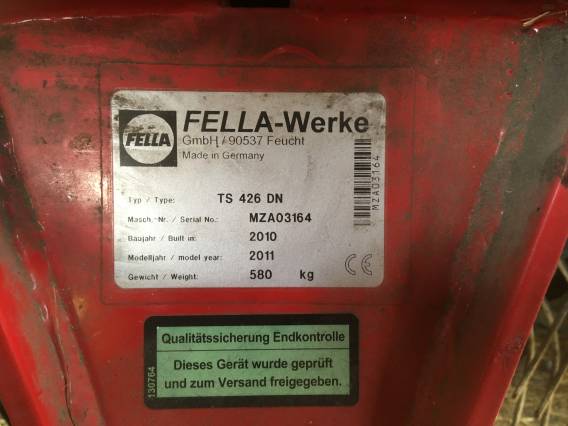 FELLA
FELLA-Werke
GmbH / 90537 Feucht
Made in Germany
MZA03164
Typ / Type: TS 426 DN
Masch.-Nr. / Serial No.: MZA03164
Baujahr / Built in: 2010
Modelljahr / model year: 2011
Gewicht / Weight: 580 kg
CE
Qualitätssicherung Endkontrolle
Dieses Gerät wurde geprüft
und zum Versand freigegeben.
130764